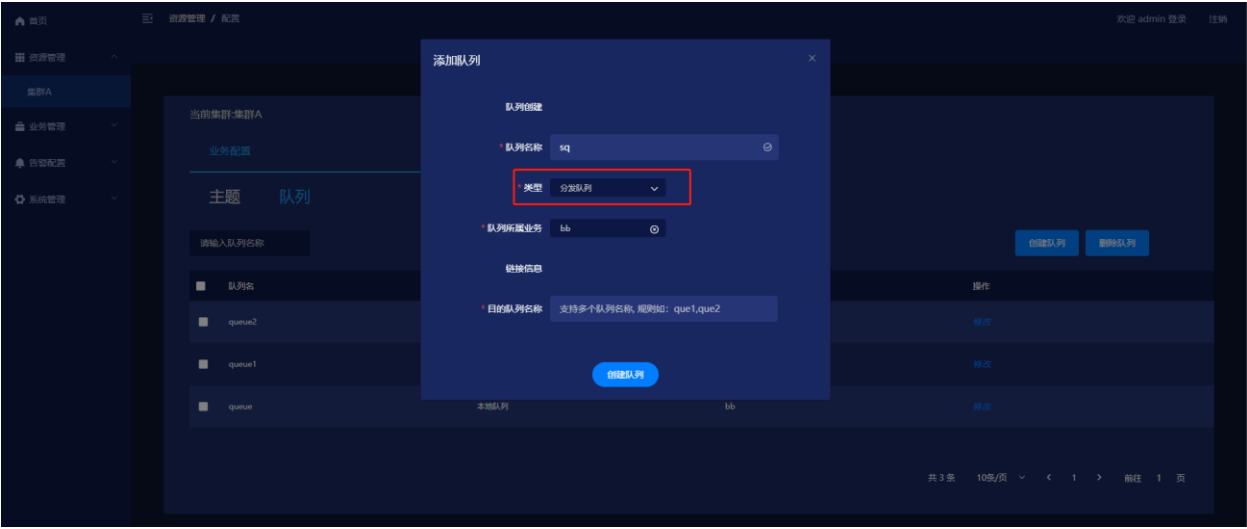 首页
资源管理 / 配置
欢迎 admin 登录 注销
资源管理
集群A
业务管理
告警配置
系统管理
当前集群:集群A
业务配置
主题 队列
请输入队列名称
创建队列 删除队列
队列名 操作
queue2 修改
queue1 修改
queue 本地队列 bb 修改
共 3 条 10条/页 1 前往 1 页
添加队列
队列创建
* 队列名称 sq
* 类型 分发队列
* 队列所属业务 bb
链接信息
* 目的队列名称 支持多个队列名称, 规则如：que1,que2
创建队列